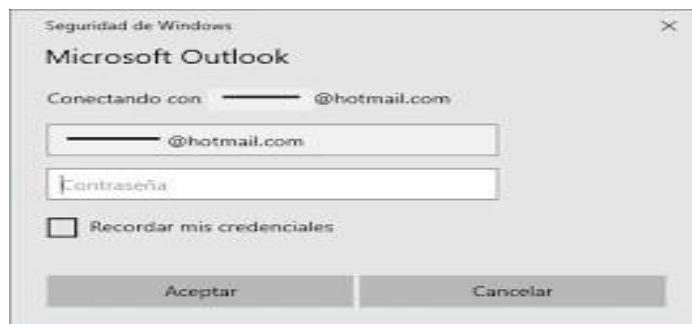 Seguridad de Windows
Microsoft Outlook
Conectando con @hotmail.com
@hotmail.com
Contraseña
Recordar mis credenciales
Aceptar Cancelar